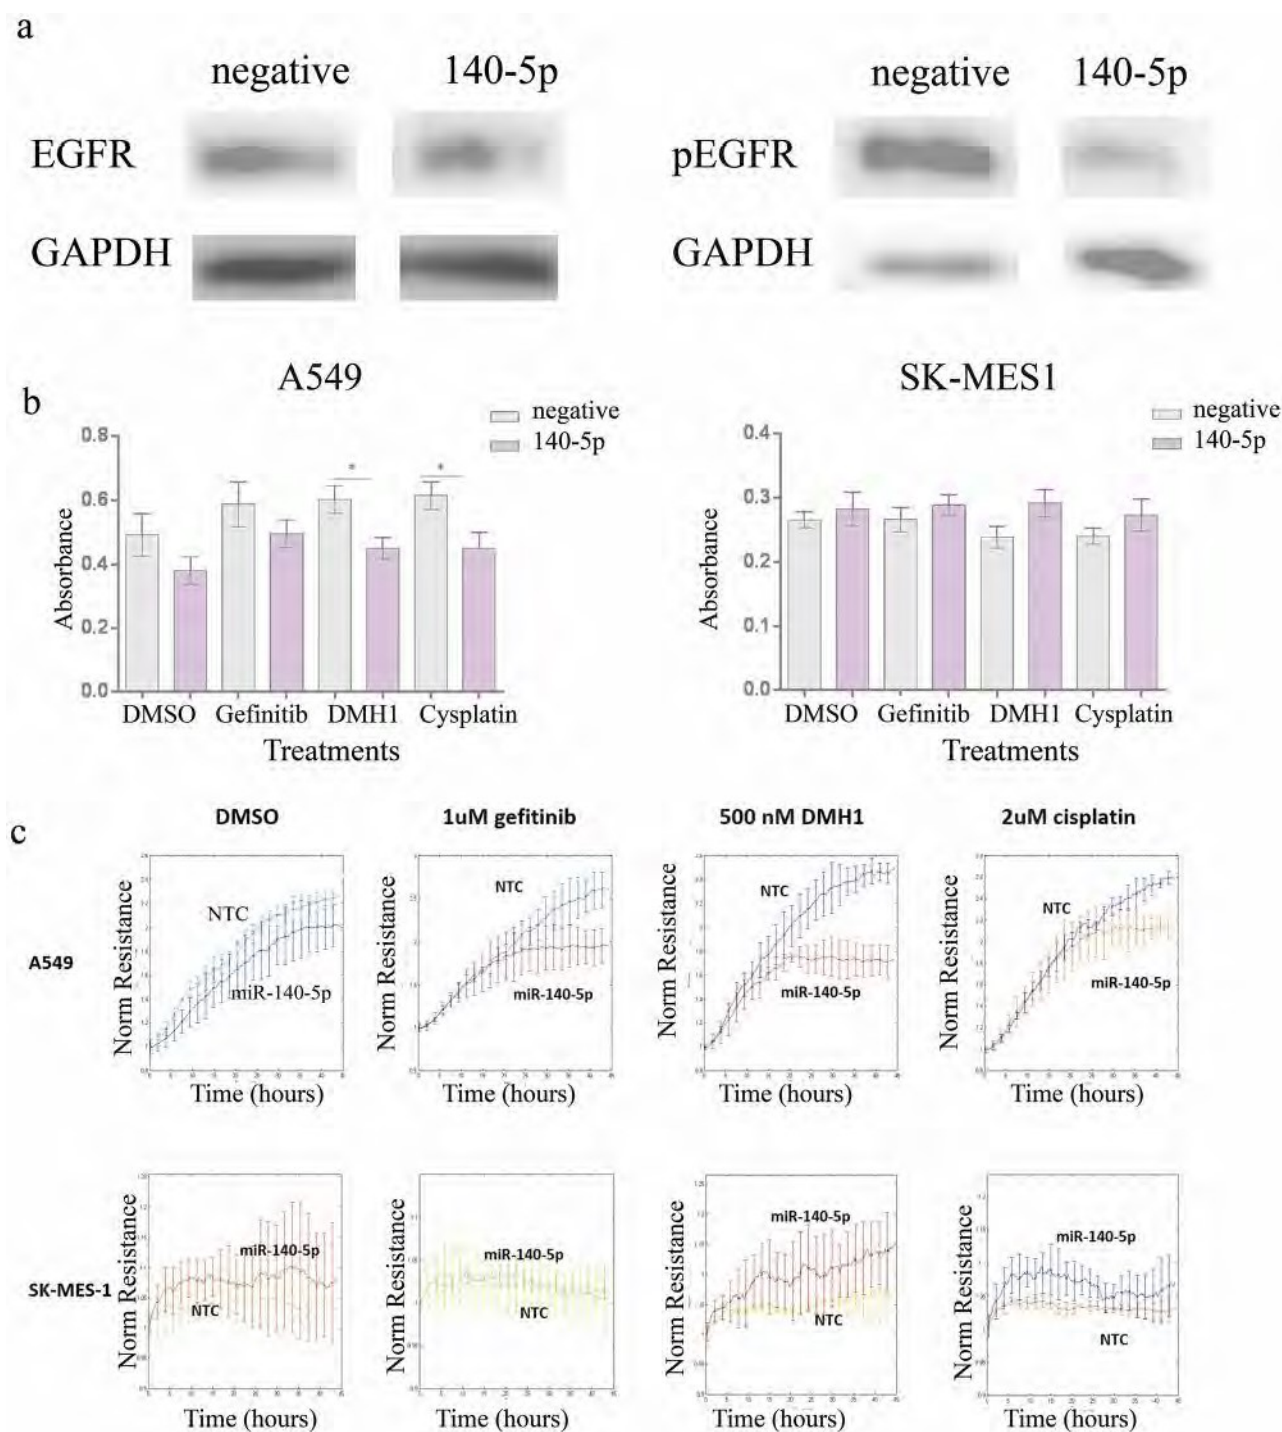 a
negative 140-5p
negative 140-5p
EGFR
pEGFR
GAPDH
GAPDH
b
A549
SK-MES1
negative
140-5p
negative
140-5p
Absorbance
0.8
0.6
0.4
0.2
0.0
* *
DMSO Gefinitib DMH1 Cysplatin
Treatments
Absorbance
0.4
0.3
0.2
0.1
0.0
DMSO Gefinitib DMH1 Cysplatin
Treatments
c
DMSO 1uM gefitinib 500 nM DMH1 2uM cisplatin
A549
Norm Resistance
NTC
miR-140-5p
Time (hours)
Norm Resistance
NTC
miR-140-5p
Time (hours)
Norm Resistance
NTC
miR-140-5p
Time (hours)
Norm Resistance
NTC
miR-140-5p
Time (hours)
SK-MES-1
Norm Resistance
miR-140-5p
NTC
Time (hours)
Norm Resistance
miR-140-5p
NTC
Time (hours)
Norm Resistance
miR-140-5p
NTC
Time (hours)
Norm Resistance
miR-140-5p
NTC
Time (hours)